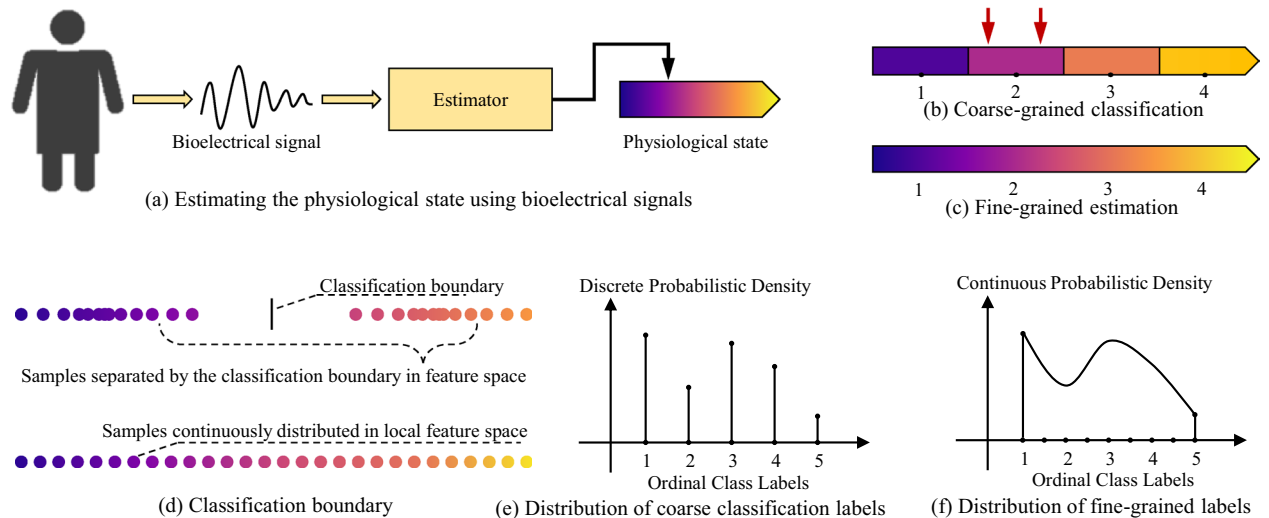 Bioelectrical signal
Estimator
Physiological state
(a) Estimating the physiological state using bioelectrical signals
1 2 3 4
(b) Coarse-grained classification
1 2 3 4
(c) Fine-grained estimation
Classification boundary
Samples separated by the classification boundary in feature space
Samples continuously distributed in local feature space
(d) Classification boundary
Discrete Probabilistic Density
1 2 3 4 5
Ordinal Class Labels
(e) Distribution of coarse classification labels
Continuous Probabilistic Density
1 2 3 4 5
Ordinal Class Labels
(f) Distribution of fine-grained labels